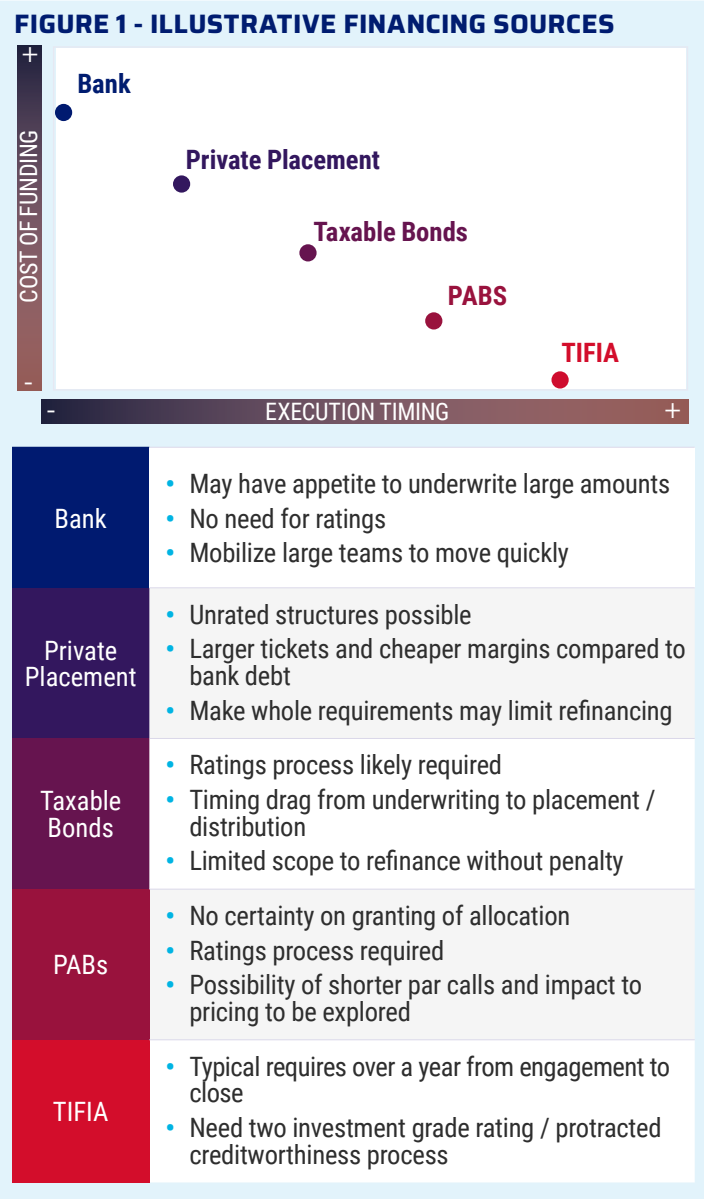 FIGURE 1 - ILLUSTRATIVE FINANCING SOURCES
+
COST OF FUNDING
-
Bank
Private Placement
Taxable Bonds
PABS
TIFIA
- EXECUTION TIMING +
Bank
• May have appetite to underwrite large amounts
• No need for ratings
• Mobilize large teams to move quickly
Private
Placement
• Unrated structures possible
• Larger tickets and cheaper margins compared to
bank debt
• Make whole requirements may limit refinancing
Taxable
Bonds
• Ratings process likely required
• Timing drag from underwriting to placement /
distribution
• Limited scope to refinance without penalty
PABs
• No certainty on granting of allocation
• Ratings process required
• Possibility of shorter par calls and impact to
pricing to be explored
TIFIA
• Typical requires over a year from engagement to
close
• Need two investment grade rating / protracted
creditworthiness process